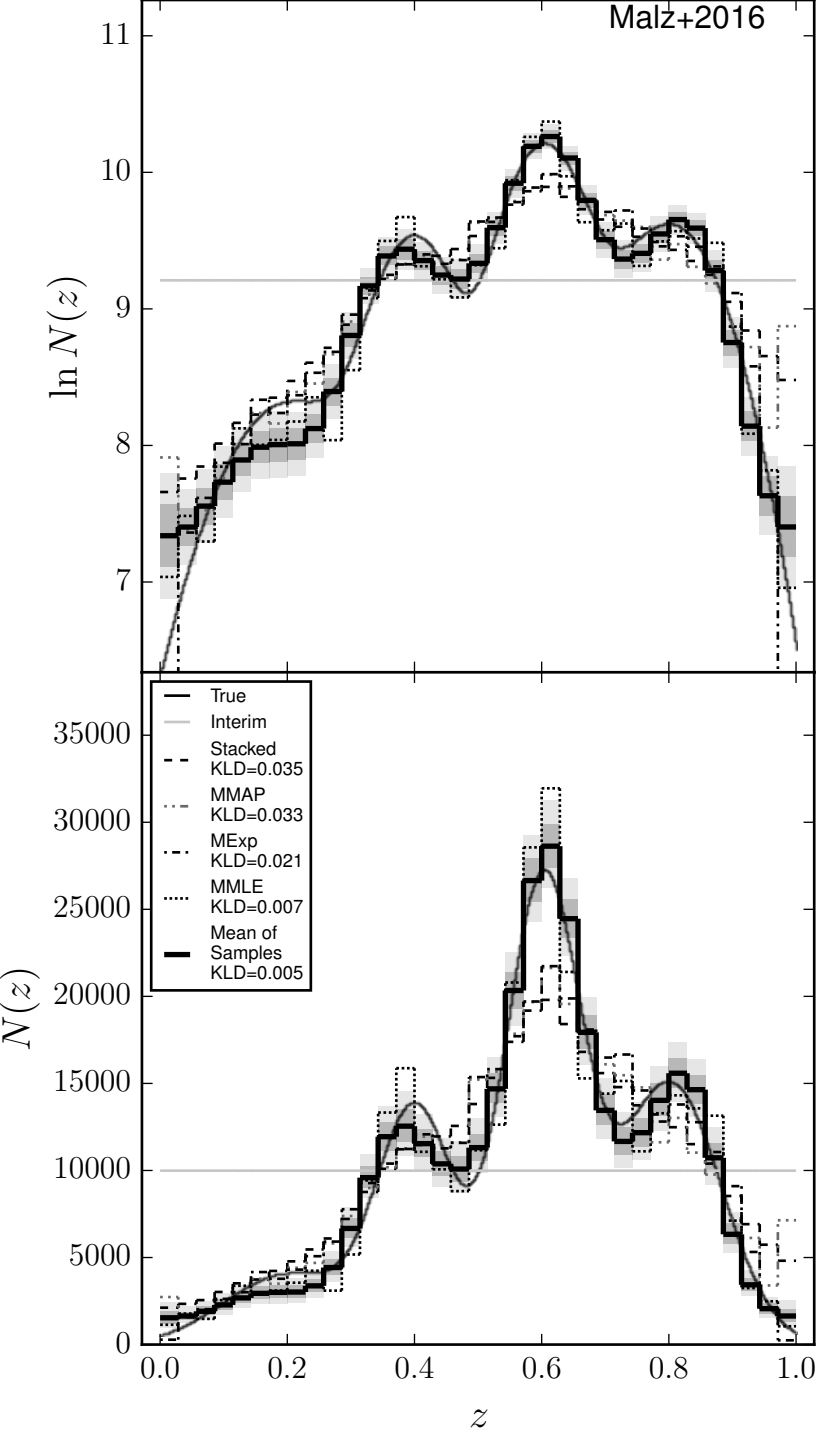 Malz+2016
11
10
9
8
7
ln N(z)
True
Interim
Stacked
KLD=0.035
MMAP
KLD=0.033
MExp
KLD=0.021
MMLE
KLD=0.007
Mean of
Samples
KLD=0.005
35000
30000
25000
20000
15000
10000
5000
0
N(z)
0.0 0.2 0.4 0.6 0.8 1.0
z